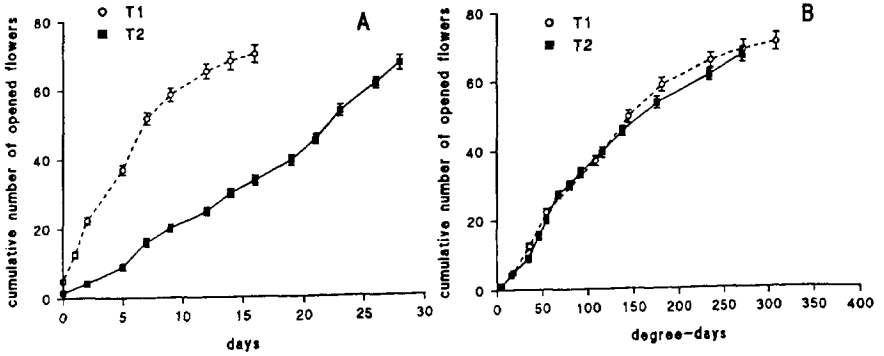 T1
T2
A
cumulative number of opened flowers
80
60
40
20
0
0 5 10 15 20 25 30
days
T1
T2
B
cumulative number of opened flowers
80
60
40
20
0
0 50 100 150 200 250 300 350 400
degree-days